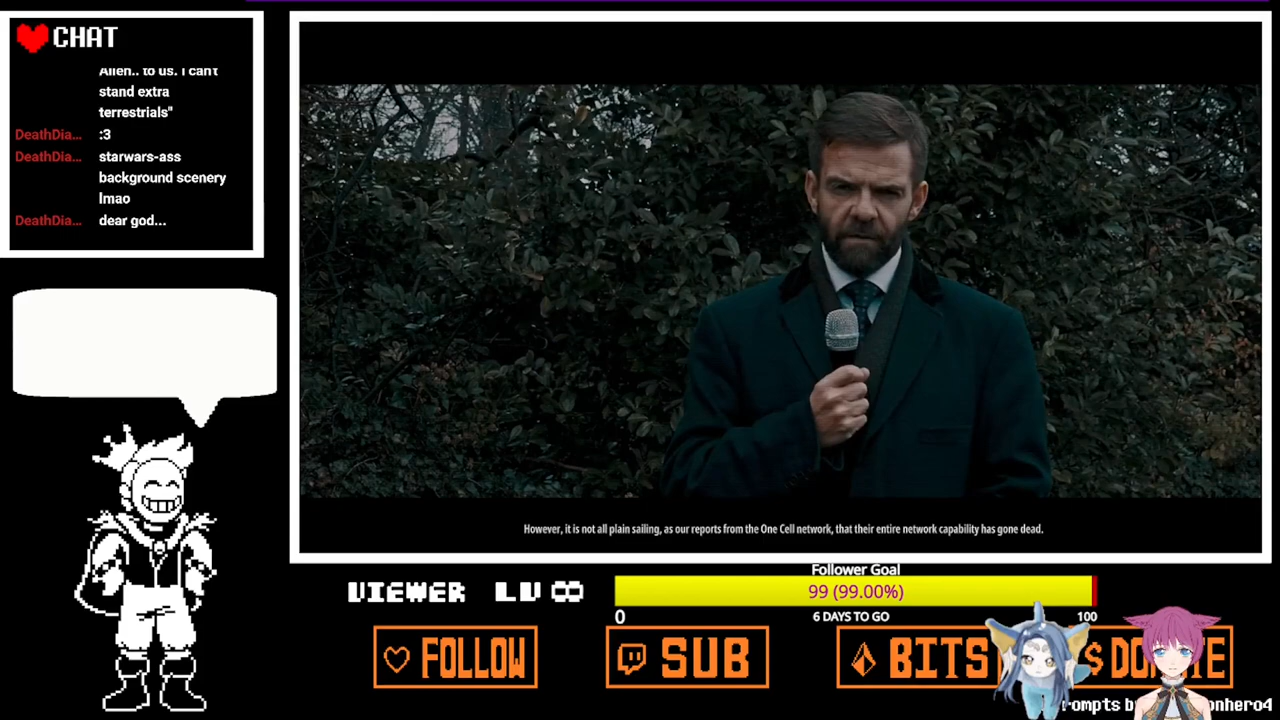 CHAT
Alien.. to us. I can't
stand extra
terrestrials"
DeathDia... :3
DeathDia... starwars-ass
background scenery
lmao
DeathDia... dear god...
However, it is not all plain sailing, as our reports from the One Cell network, that their entire network capability has gone dead.
Follower Goal
VIEWER LV ∞
99 (99.00%)
0 6 DAYS TO GO 100
FOLLOW SUB BITS $